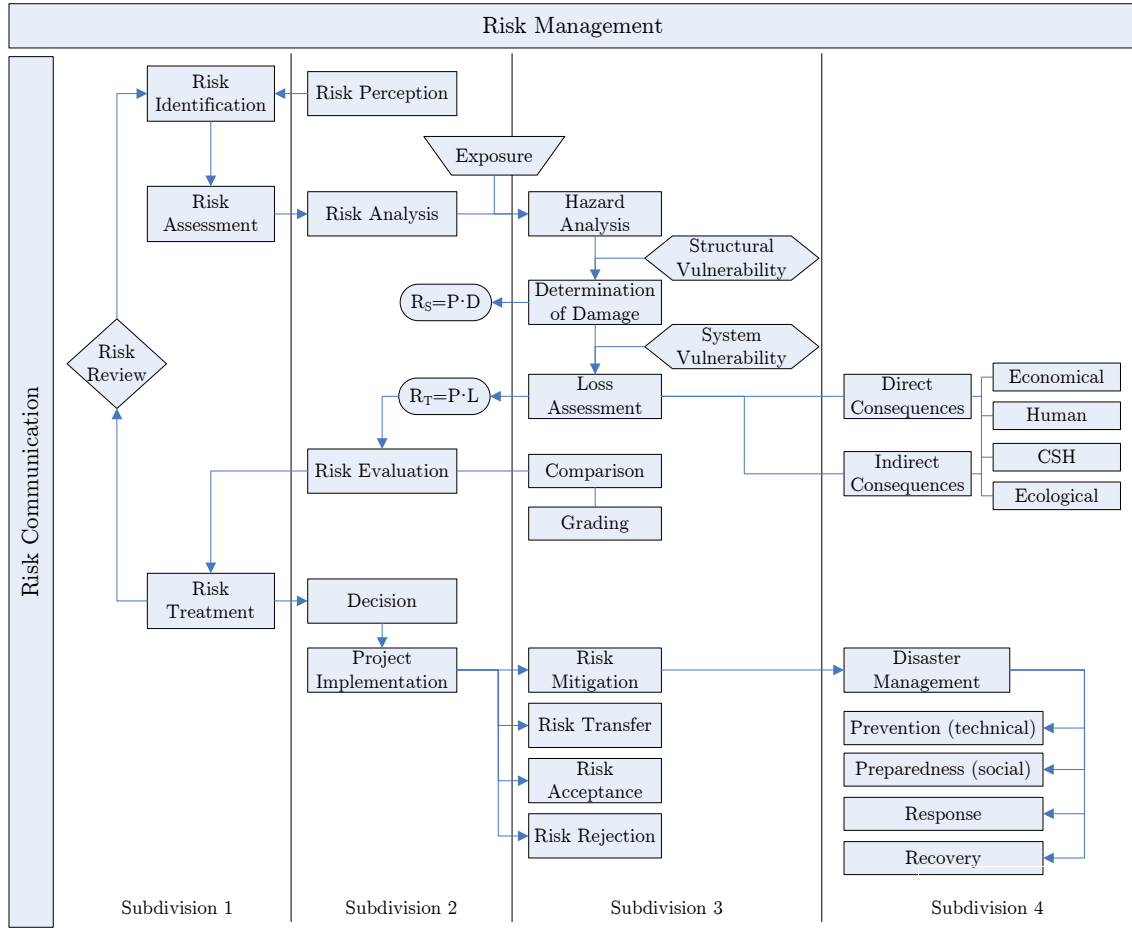 Risk Management
Risk Communication
Risk
Identification
Risk Perception
Exposure
Risk
Assessment
Risk Analysis
Hazard
Analysis
Structural
Vulnerability
R_S=P·D
Determination
of Damage
System
Vulnerability
Risk
Review
R_T=P·L
Loss
Assessment
Direct
Consequences
Economical
Human
Risk Evaluation
Comparison
Grading
Indirect
Consequences
CSH
Ecological
Risk
Treatment
Decision
Project
Implementation
Risk
Mitigation
Disaster
Management
Risk Transfer
Prevention (technical)
Risk
Acceptance
Preparedness (social)
Risk Rejection
Response
Recovery
Subdivision 1
Subdivision 2
Subdivision 3
Subdivision 4